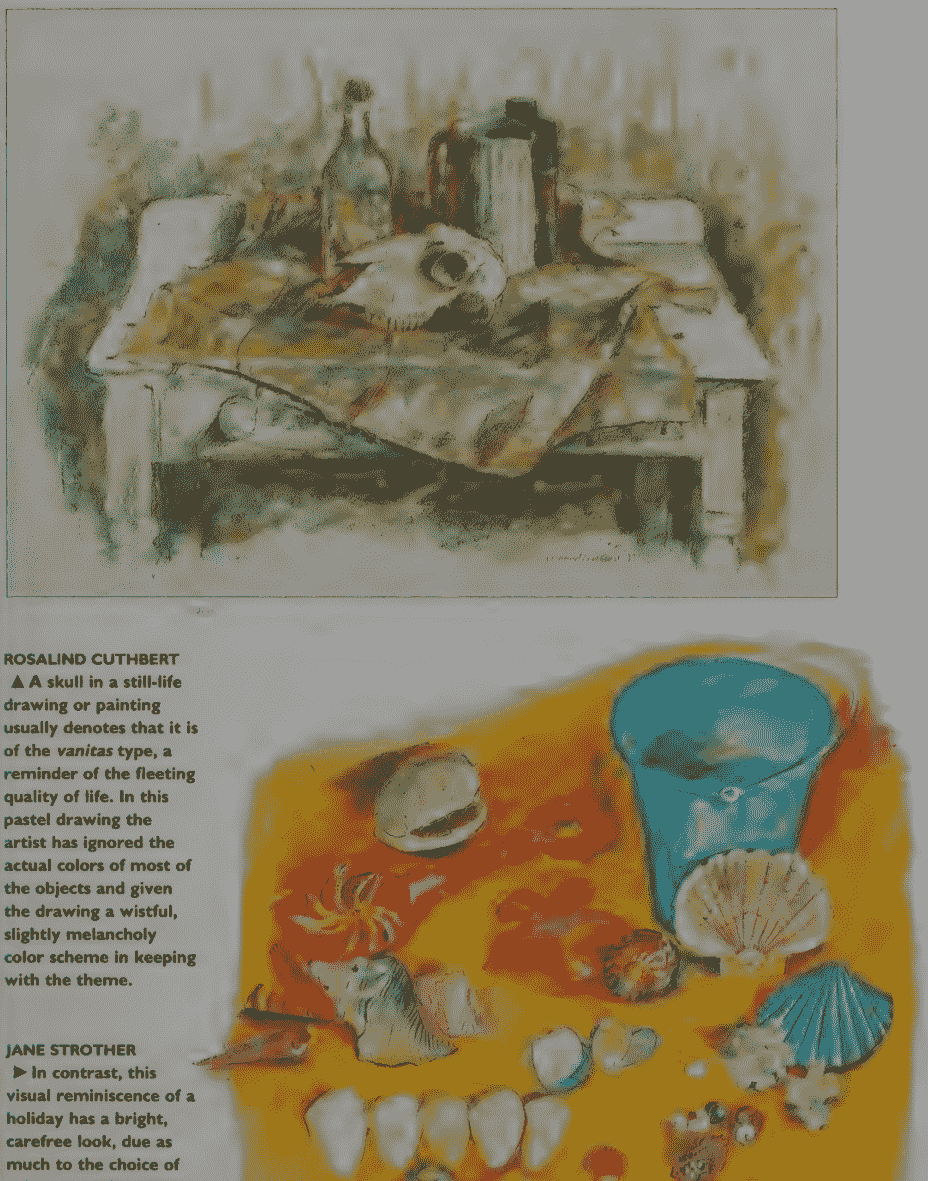 ROSALIND CUTHBERT
▲ A skull in a still-life
drawing or painting
usually denotes that it is
of the vanitas type, a
reminder of the fleeting
quality of life. In this
pastel drawing the
artist has ignored the
actual colors of most of
the objects and given
the drawing a wistful,
slightly melancholy
color scheme in keeping
with the theme.
JANE STROTHER
▶ In contrast, this
visual reminiscence of a
holiday has a bright,
carefree look, due as
much to the choice of